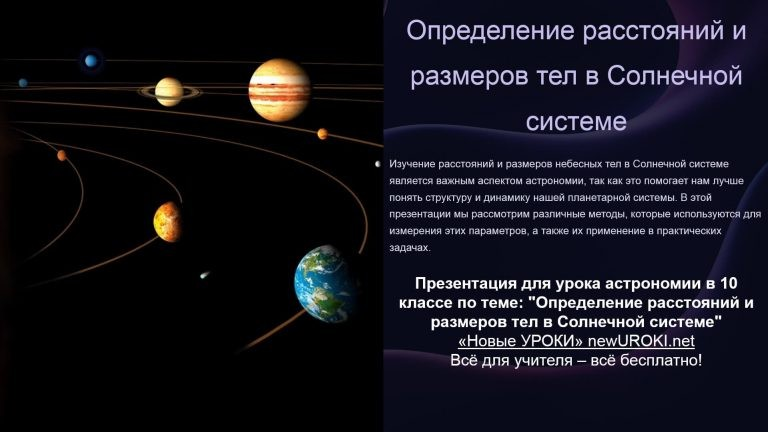 Определение расстояний и
размеров тел в Солнечной
системе
Изучение расстояний и размеров небесных тел в Солнечной системе
является важным аспектом астрономии, так как это помогает нам лучше
понять структуру и динамику нашей планетарной системы. В этой
презентации мы рассмотрим различные методы, которые используются для
измерения этих параметров, а также их применение в практических
задачах.
Презентация для урока астрономии в 10
классе по теме: "Определение расстояний и
размеров тел в Солнечной системе"
«Новые УРОКИ» newUROKI.net
Всё для учителя – всё бесплатно!